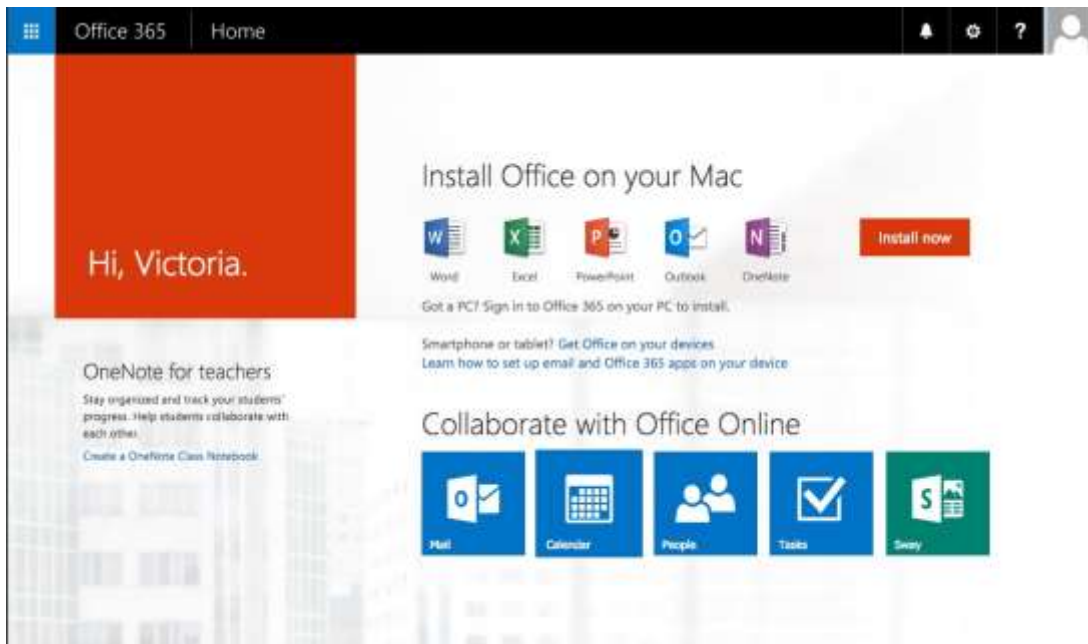 Office 365 Home ?
Hi, Victoria.
OneNote for teachers
Stay organized and track your students'
progress. Help students collaborate with
each other.
Create a OneNote Class Notebook
Install Office on your Mac
W X P O N
Word Excel PowerPoint Outlook OneNote
Install now
Got a PC? Sign in to Office 365 on your PC to install.
Smartphone or tablet? Get Office on your devices
Learn how to set up email and Office 365 apps on your device
Collaborate with Office Online
O S
Mail Calendar People Tasks Sway